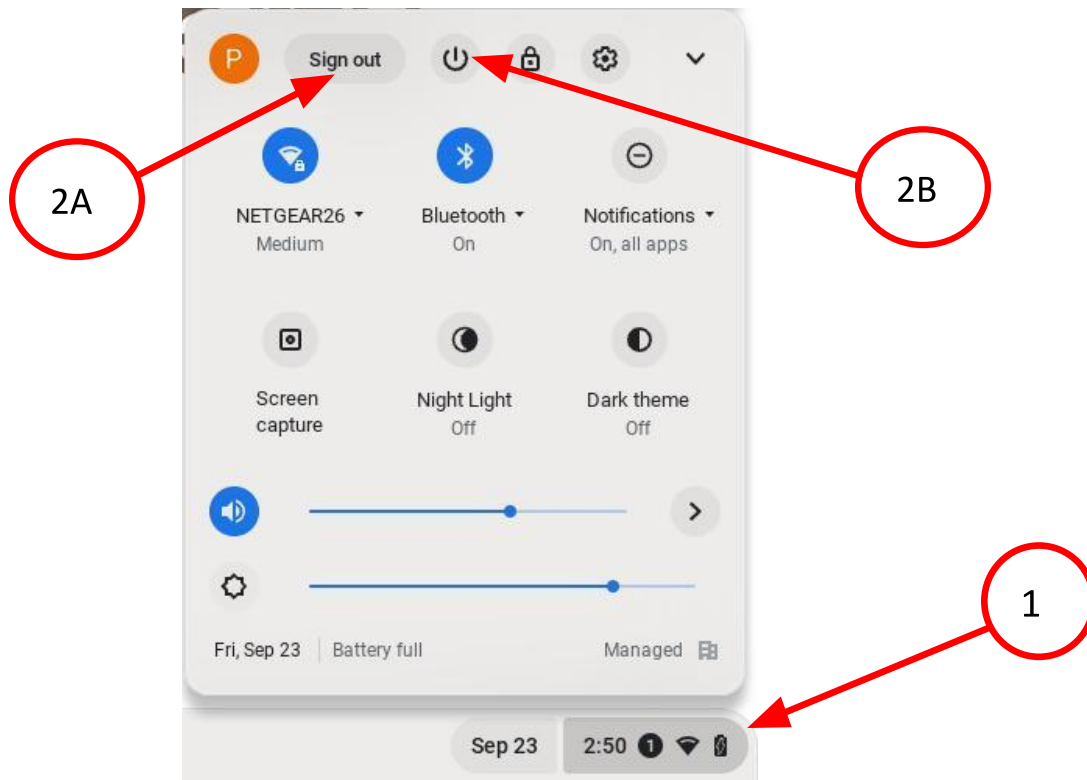 P Sign out
2A
2B
NETGEAR26 Bluetooth Notifications
Medium On On, all apps
Screen capture
Night Light Dark theme
Off Off
Fri, Sep 23 Battery full Managed
1
Sep 23 2:50 1